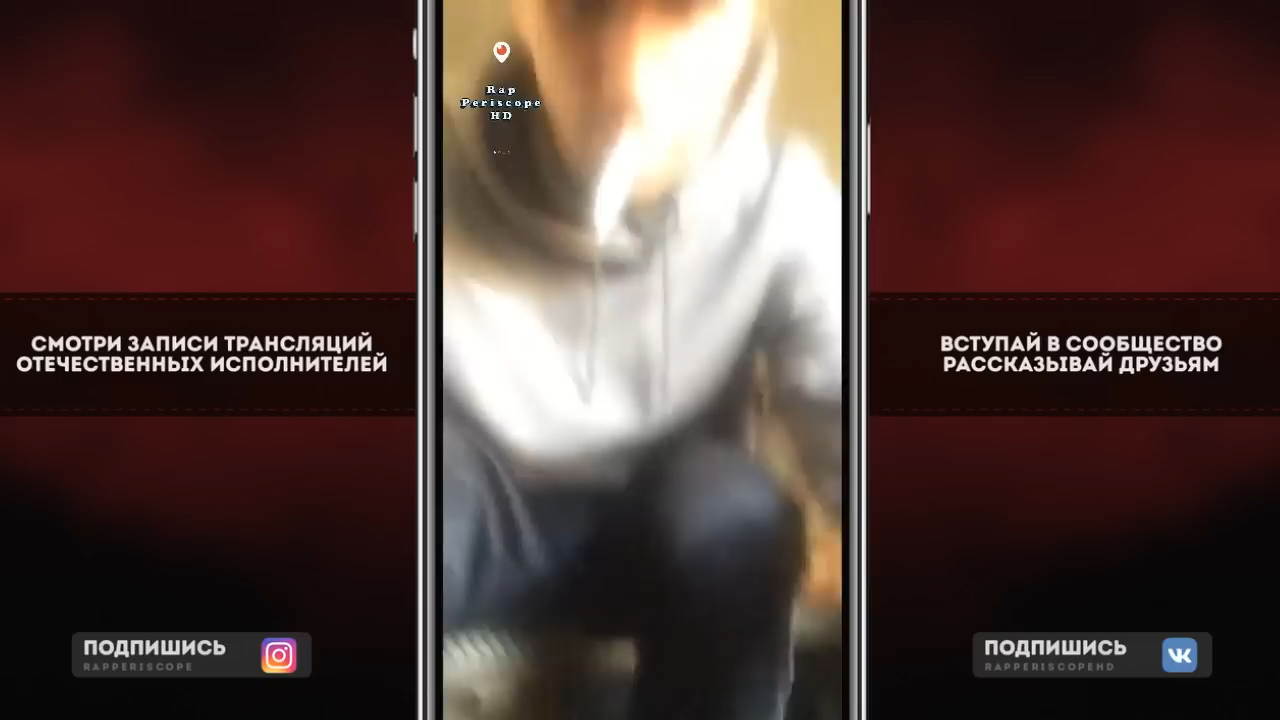 Rap
Periscope
HD
СМОТРИ ЗАПИСИ ТРАНСЛЯЦИЙ
ОТЕЧЕСТВЕННЫХ ИСПОЛНИТЕЛЕЙ
ВСТУПАЙ В СООБЩЕСТВО
РАССКАЗЫВАЙ ДРУЗЬЯМ
ПОДПИШИСЬ
RAPPERISCOPE
ПОДПИШИСЬ
RAPPERISCOPEHD